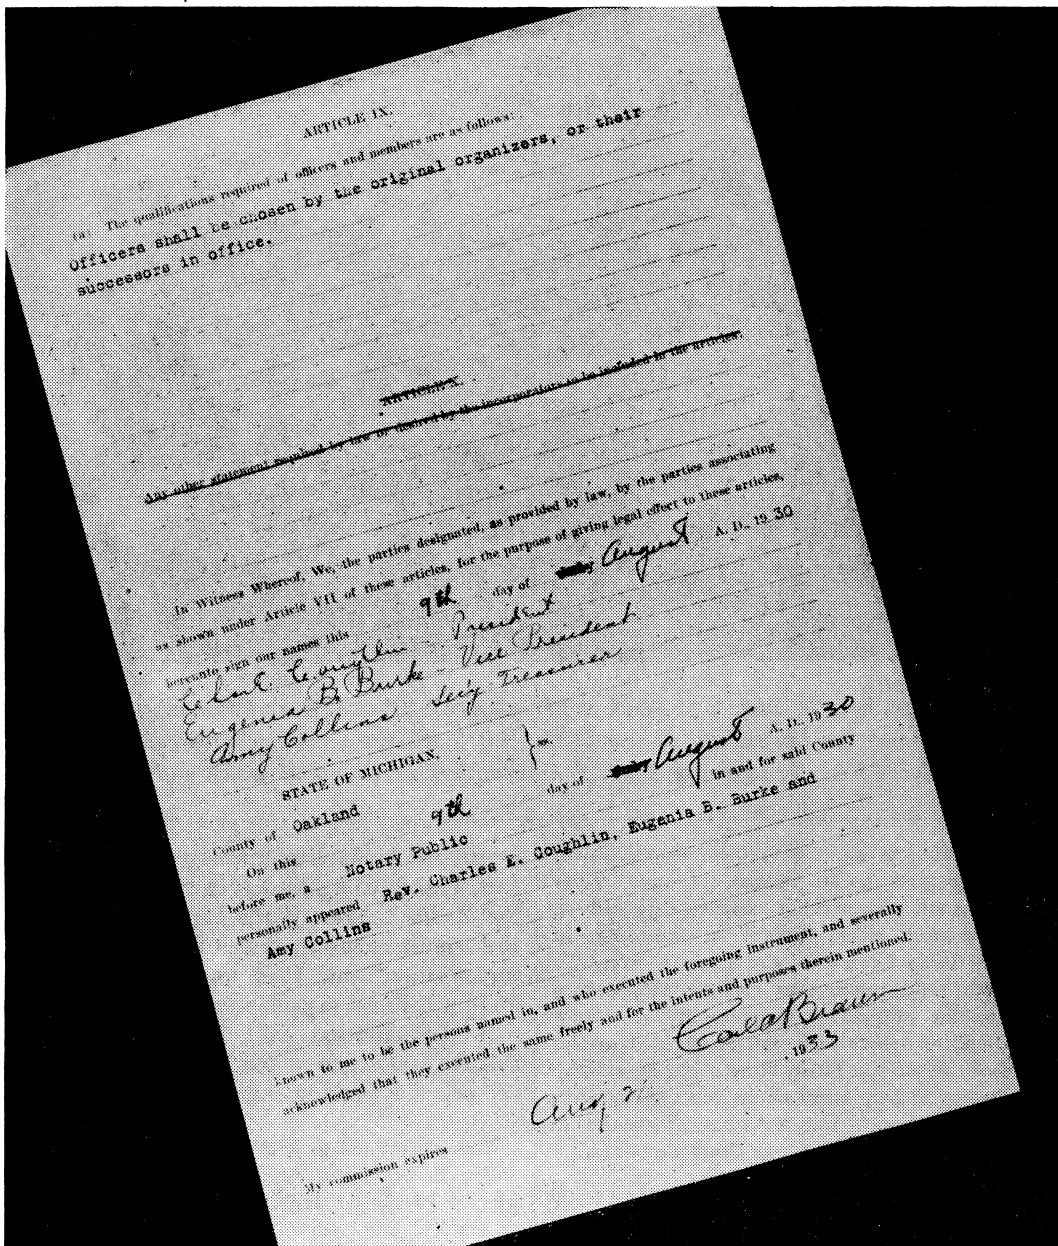 ARTICLE IX.
(a) The qualifications required of officers and members are as follows:
Officers shall be chosen by the original organizers, or their
successors in office.
ARTICLE X.
Any other statement required by law or desired by the incorporators to be included in the articles.
In Witness Whereof, We, the parties designated, as provided by law, by the parties associating
as shown under Article VII of these articles, for the purpose of giving legal effect to these articles,
hereunto sign our names this 9th day of August A. D., 1930
Chas. E. Coughlin President
Eugenia B. Burke - Vice President
Amy Collins Secy Treasurer
STATE OF MICHIGAN, } ss.
County of Oakland
On this 9th day of August A. D., 1930
before me, a Notary Public in and for said County
personally appeared Rev. Charles E. Coughlin, Eugenia B. Burke and
Amy Collins
known to me to be the persons named in, and who executed the foregoing instrument, and severally
acknowledged that they executed the same freely and for the intents and purposes therein mentioned.
Braun
My commission expires Aug 2 , 1933